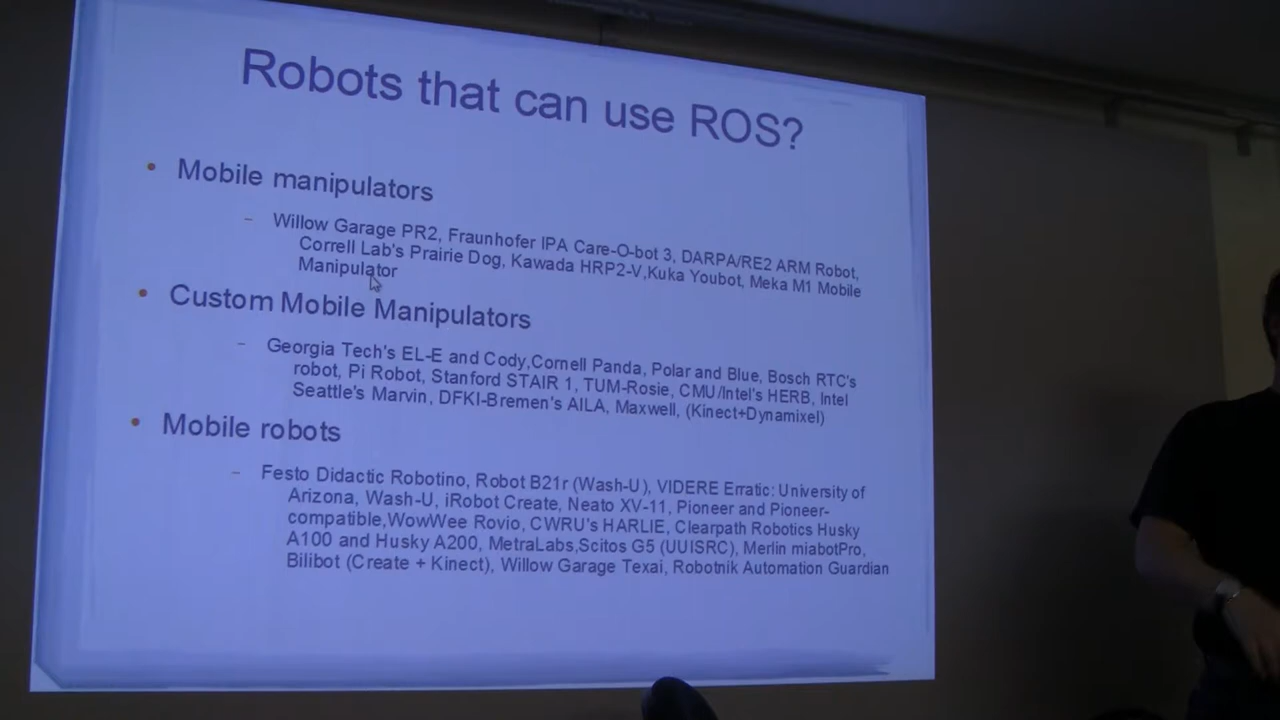 Robots that can use ROS?
• Mobile manipulators
– Willow Garage PR2, Fraunhofer IPA Care-O-bot 3, DARPA/RE2 ARM Robot,
Correll Lab's Prairie Dog, Kawada HRP2-V,Kuka Youbot, Meka M1 Mobile
Manipulator
• Custom Mobile Manipulators
– Georgia Tech's EL-E and Cody,Cornell Panda, Polar and Blue, Bosch RTC's
robot, Pi Robot, Stanford STAIR 1, TUM-Rosie, CMU/Intel's HERB, Intel
Seattle's Marvin, DFKI-Bremen's AILA, Maxwell, (Kinect+Dynamixel)
• Mobile robots
– Festo Didactic Robotino, Robot B21r (Wash-U), VIDERE Erratic: University of
Arizona, Wash-U, iRobot Create, Neato XV-11, Pioneer and Pioneer-
compatible,WowWee Rovio, CWRU's HARLIE, Clearpath Robotics Husky
A100 and Husky A200, MetraLabs,Scitos G5 (UUISRC), Merlin miabotPro,
Bilibot (Create + Kinect), Willow Garage Texai, Robotnik Automation Guardian